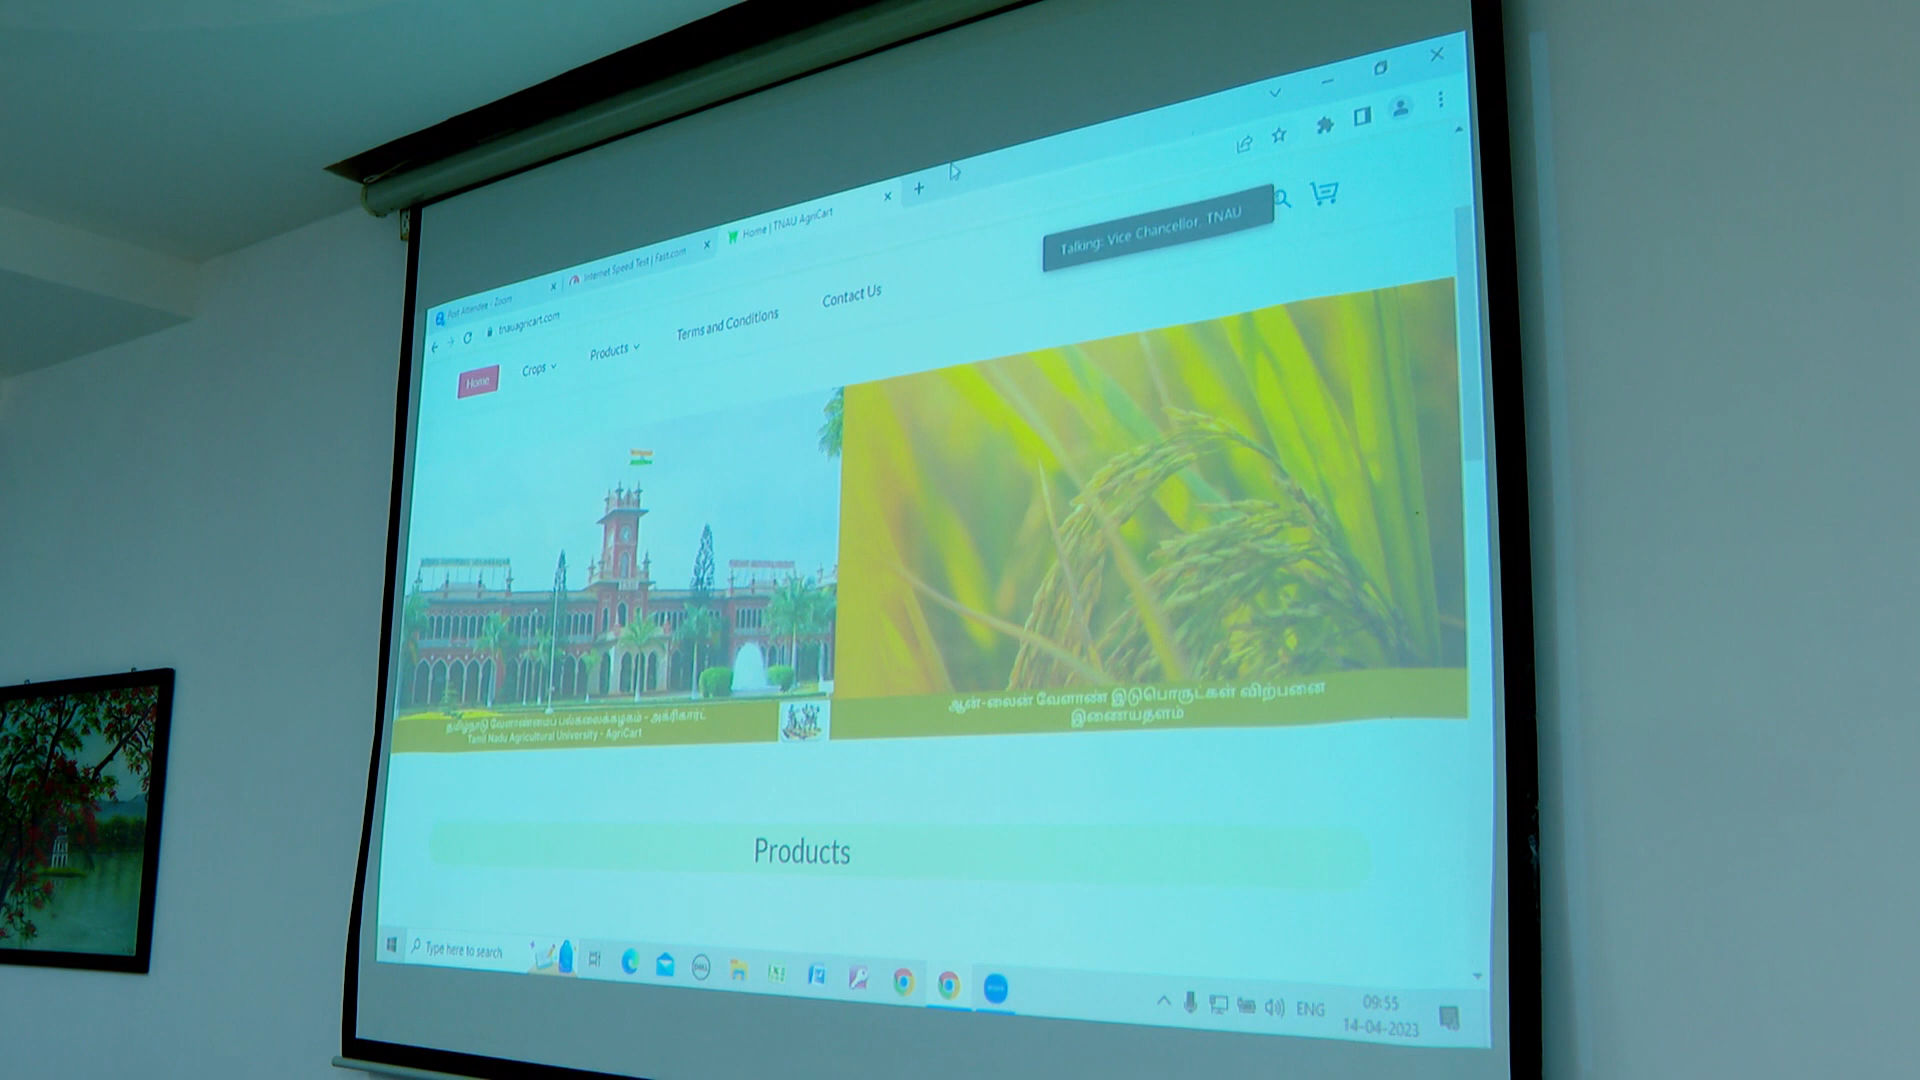 Post Attendee - Zoom
Internet Speed Test | Fast.com
Home | TNAU AgriCart
tnauagricart.com
Talking: Vice Chancellor, TNAU
Home
Crops
Products
Terms and Conditions
Contact Us
தமிழ்நாடு வேளாண்மைப் பல்கலைக்கழகம் - அக்ரிகார்ட்
Tamil Nadu Agricultural University - AgriCart
ஆன்-லைன் வேளாண் இடுபொருட்கள் விற்பனை
இணையதளம்
Products
Type here to search
DELL
ENG
09:55
14-04-2023